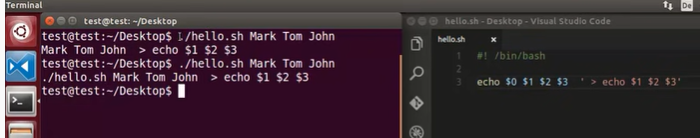 Terminal
De
test@test: ~/Desktop
test@test:~/Desktop$ ./hello.sh Mark Tom John
Mark Tom John  > echo $1 $2 $3
test@test:~/Desktop$ ./hello.sh Mark Tom John
./hello.sh Mark Tom John  > echo $1 $2 $3
test@test:~/Desktop$
hello.sh - Desktop - Visual Studio Code
hello.sh
1 #! /bin/bash
2
3 echo $0 $1 $2 $3  ' > echo $1 $2 $3'